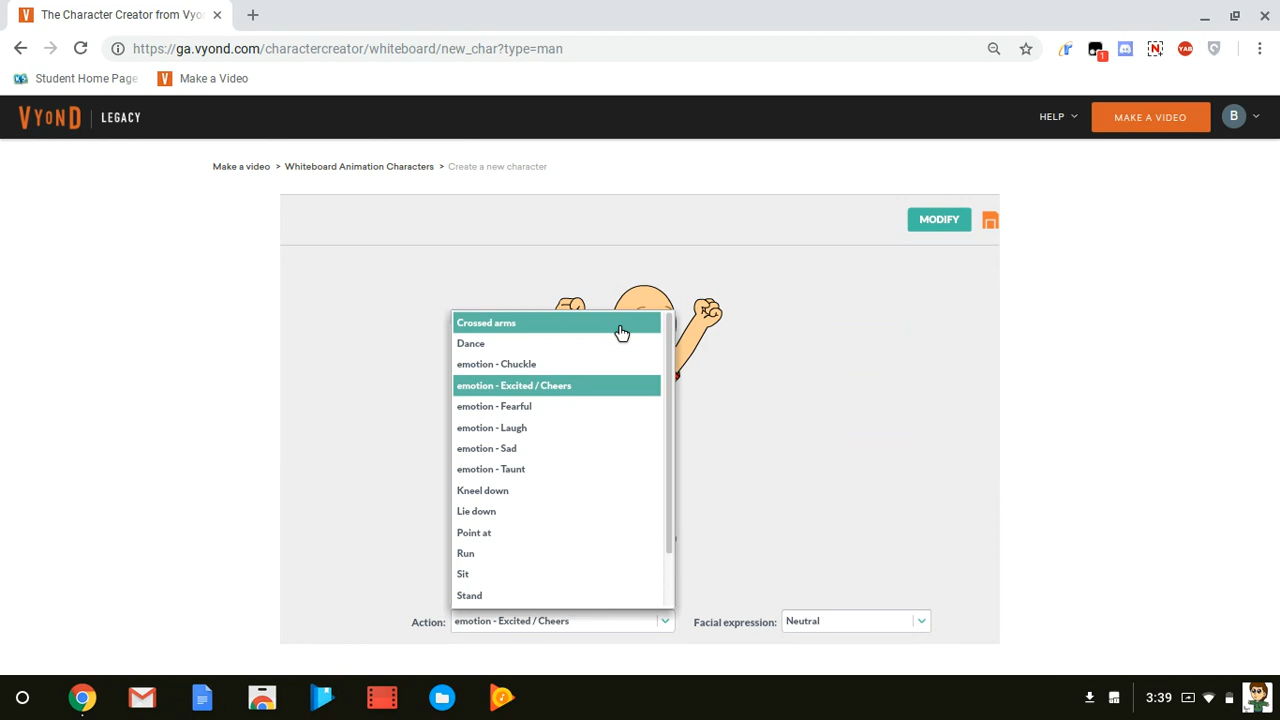 The Character Creator from Vyo
https://ga.vyond.com/charactercreator/whiteboard/new_char?type=man
1
N
YAB
Student Home Page
V Make a Video
VYOND LEGACY
HELP
MAKE A VIDEO
B
Make a video > Whiteboard Animation Characters > Create a new character
MODIFY
Crossed arms
Dance
emotion - Chuckle
emotion - Excited / Cheers
emotion - Fearful
emotion - Laugh
emotion - Sad
emotion - Taunt
Kneel down
Lie down
Point at
Run
Sit
Stand
Action: emotion - Excited / Cheers
Facial expression: Neutral
3:39